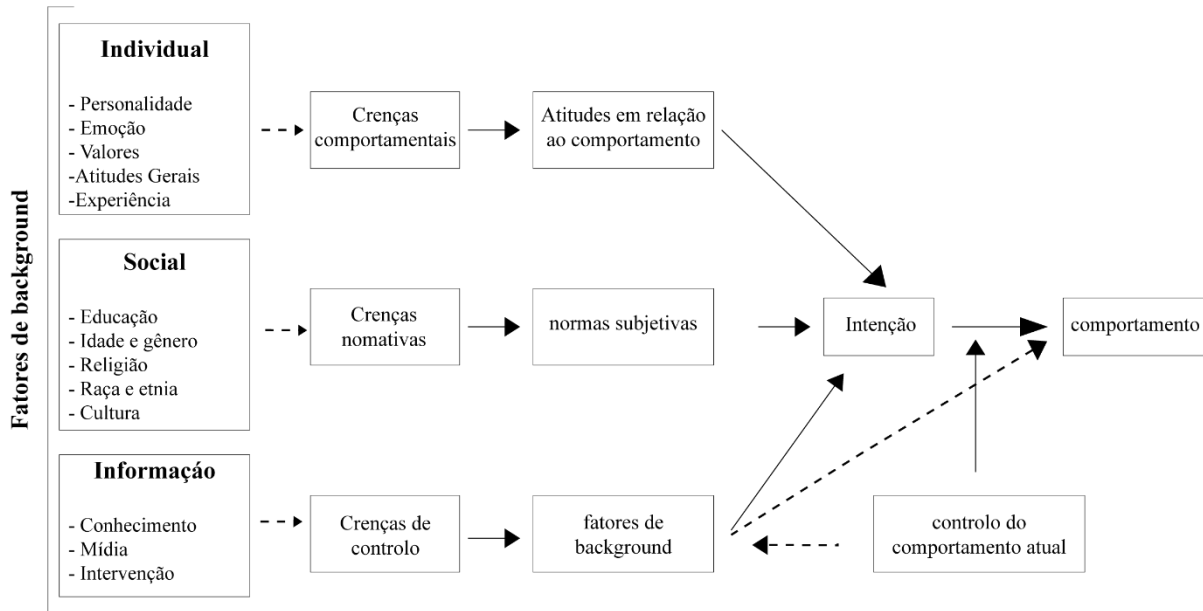 Fatores de background
Individual
- Personalidade
- Emoção
- Valores
-Atitudes Gerais
-Experiência
Crenças
comportamentais
Atitudes em relação
ao comportamento
Social
- Educação
- Idade e gênero
- Religião
- Raça e etnia
- Cultura
Crenças
nomativas
normas subjetivas
Intenção
comportamento
Informaçáo
- Conhecimento
- Mídia
- Intervenção
Crenças de
controlo
fatores de
background
controlo do
comportamento atual